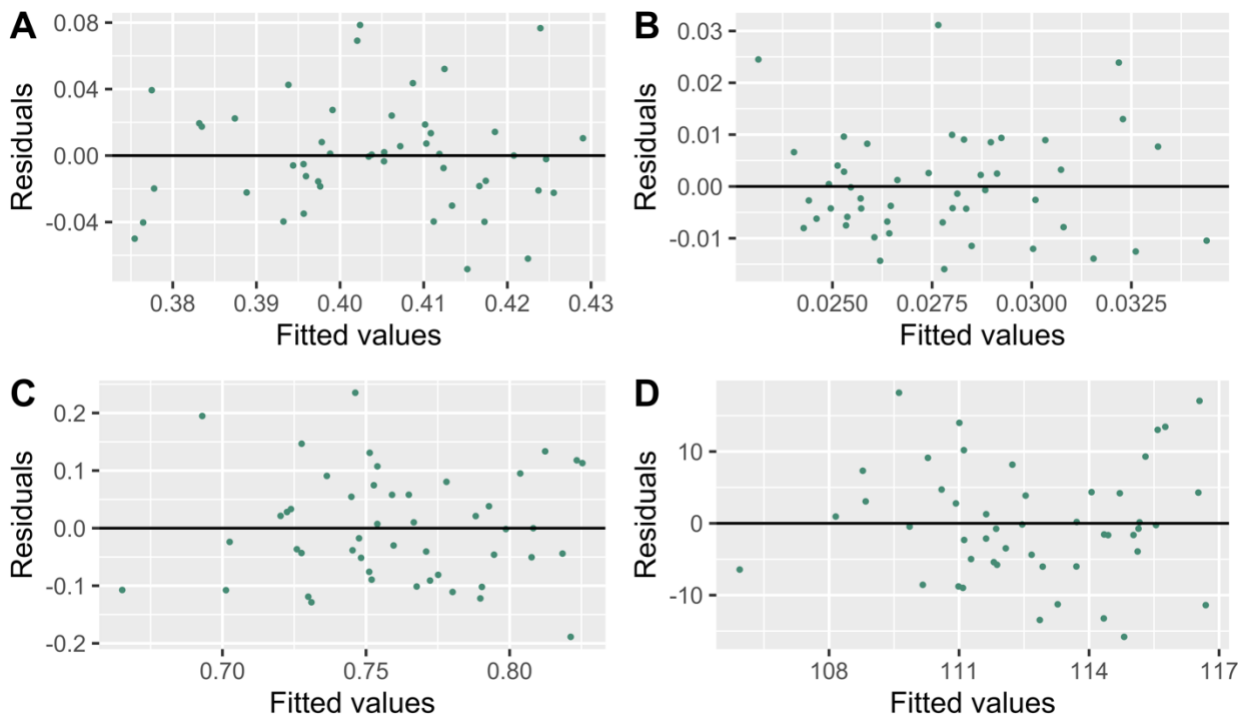 A
Residuals
0.08
0.04
0.00
-0.04
0.38 0.39 0.40 0.41 0.42 0.43
Fitted values
B
Residuals
0.03
0.02
0.01
0.00
-0.01
0.0250 0.0275 0.0300 0.0325
Fitted values
C
Residuals
0.2
0.1
0.0
-0.1
-0.2
0.70 0.75 0.80
Fitted values
D
Residuals
10
0
-10
108 111 114 117
Fitted values